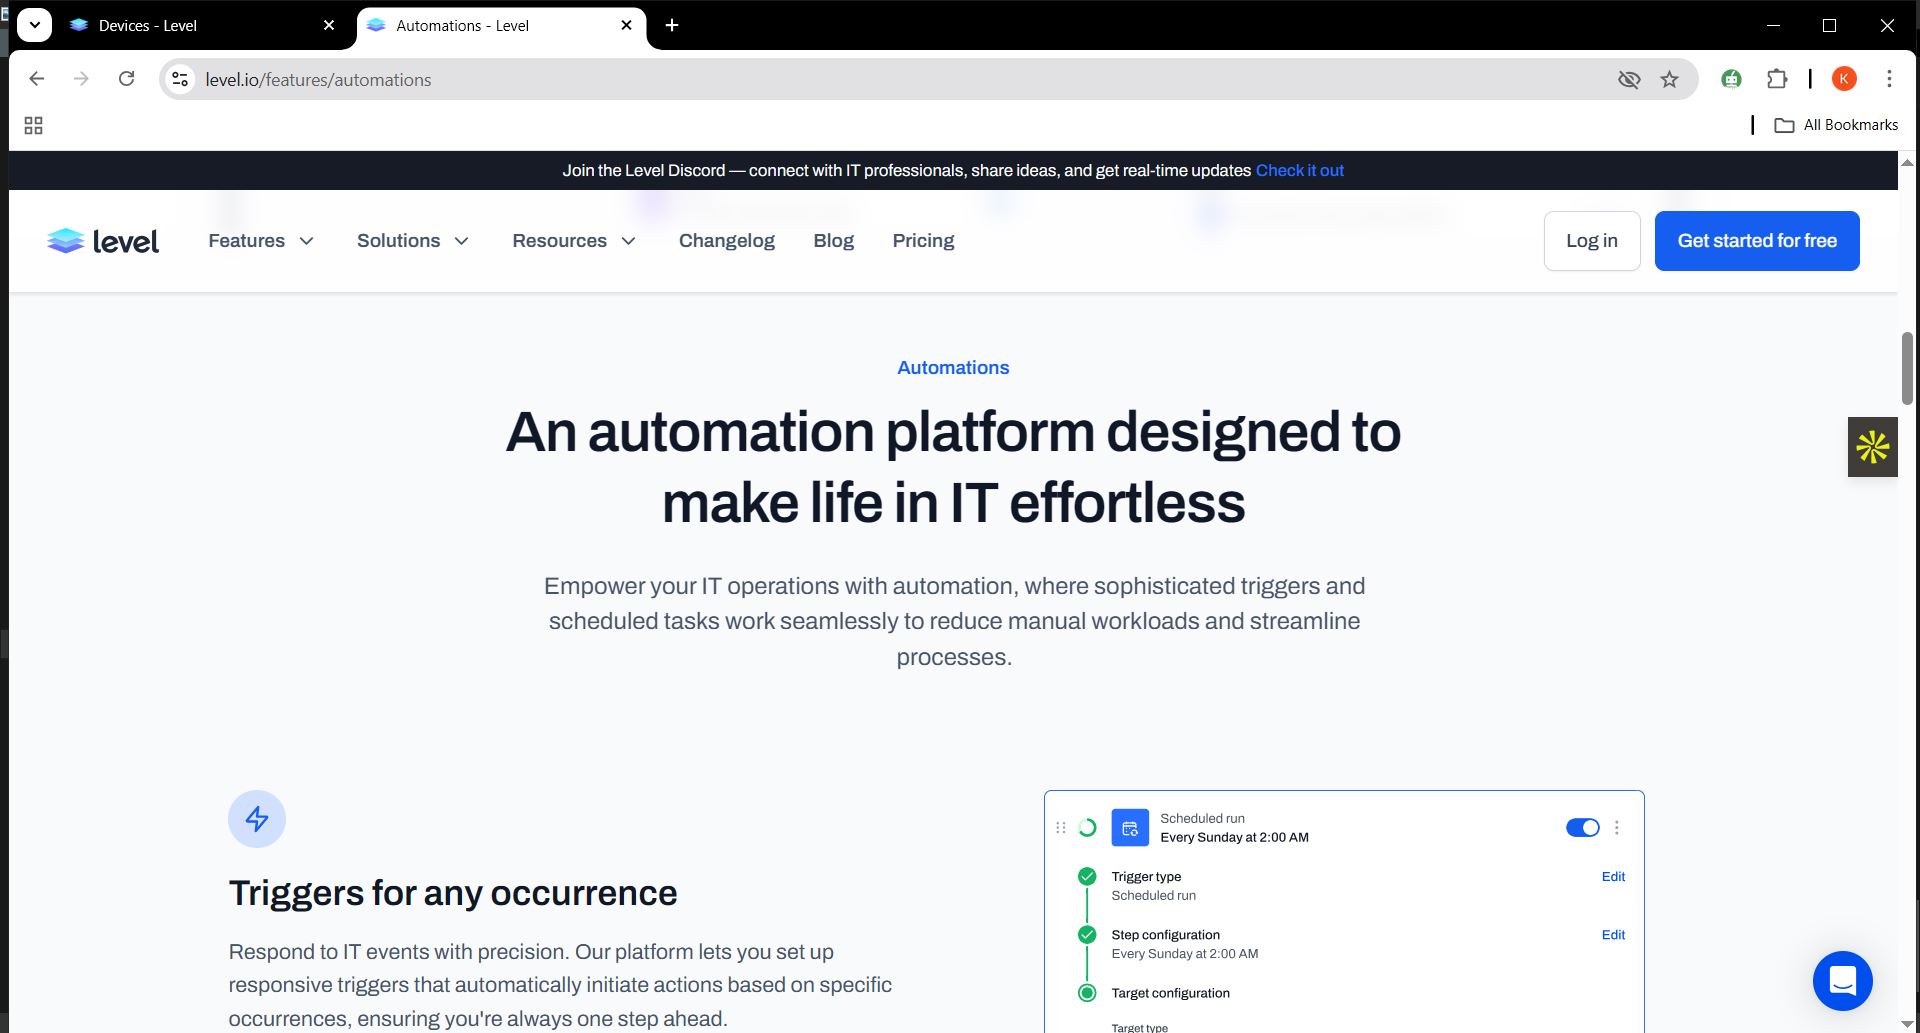 Devices - Level
Automations - Level
level.io/features/automations
K
All Bookmarks
Join the Level Discord — connect with IT professionals, share ideas, and get real-time updates Check it out
level
Features
Solutions
Resources
Changelog
Blog
Pricing
Log in
Get started for free
Automations
An automation platform designed to
make life in IT effortless
Empower your IT operations with automation, where sophisticated triggers and
scheduled tasks work seamlessly to reduce manual workloads and streamline
processes.
Triggers for any occurrence
Respond to IT events with precision. Our platform lets you set up
responsive triggers that automatically initiate actions based on specific
occurrences, ensuring you're always one step ahead.
Scheduled run
Every Sunday at 2:00 AM
Trigger type
Edit
Scheduled run
Step configuration
Edit
Every Sunday at 2:00 AM
Target configuration
Target type